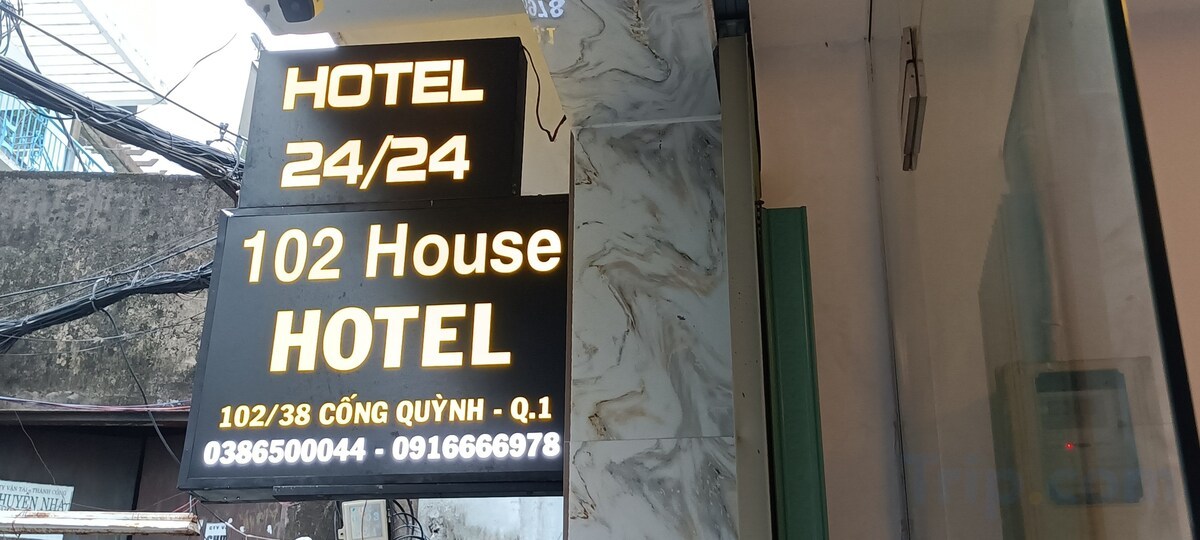 HOTEL
24/24
102 House
HOTEL
102/38 CỐNG QUỲNH - Q.1
0386500044 - 0916666978